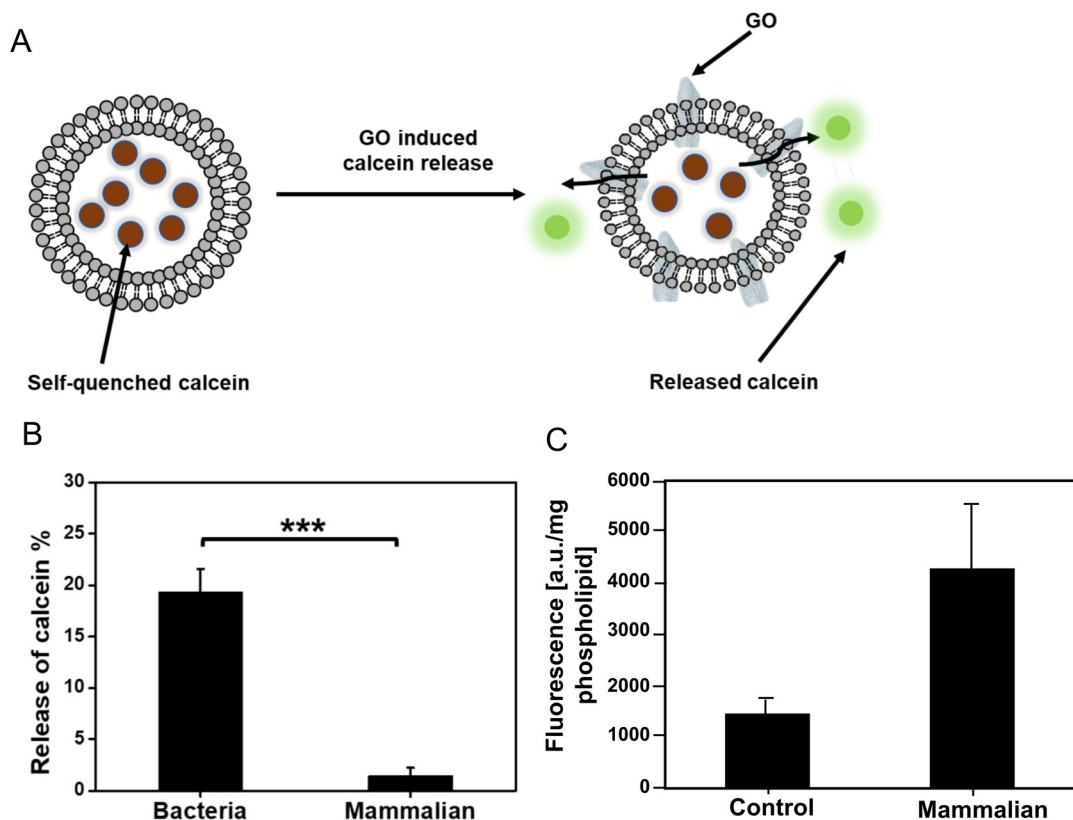 A
GO
GO induced
calcein release
Self-quenched calcein
Released calcein
B
Release of calcein %
30
25
20
15
10
5
0
***
Bacteria
Mammalian
C
Fluorescence [a.u./mg
phospholipid]
6000
5000
4000
3000
2000
1000
0
Control
Mammalian